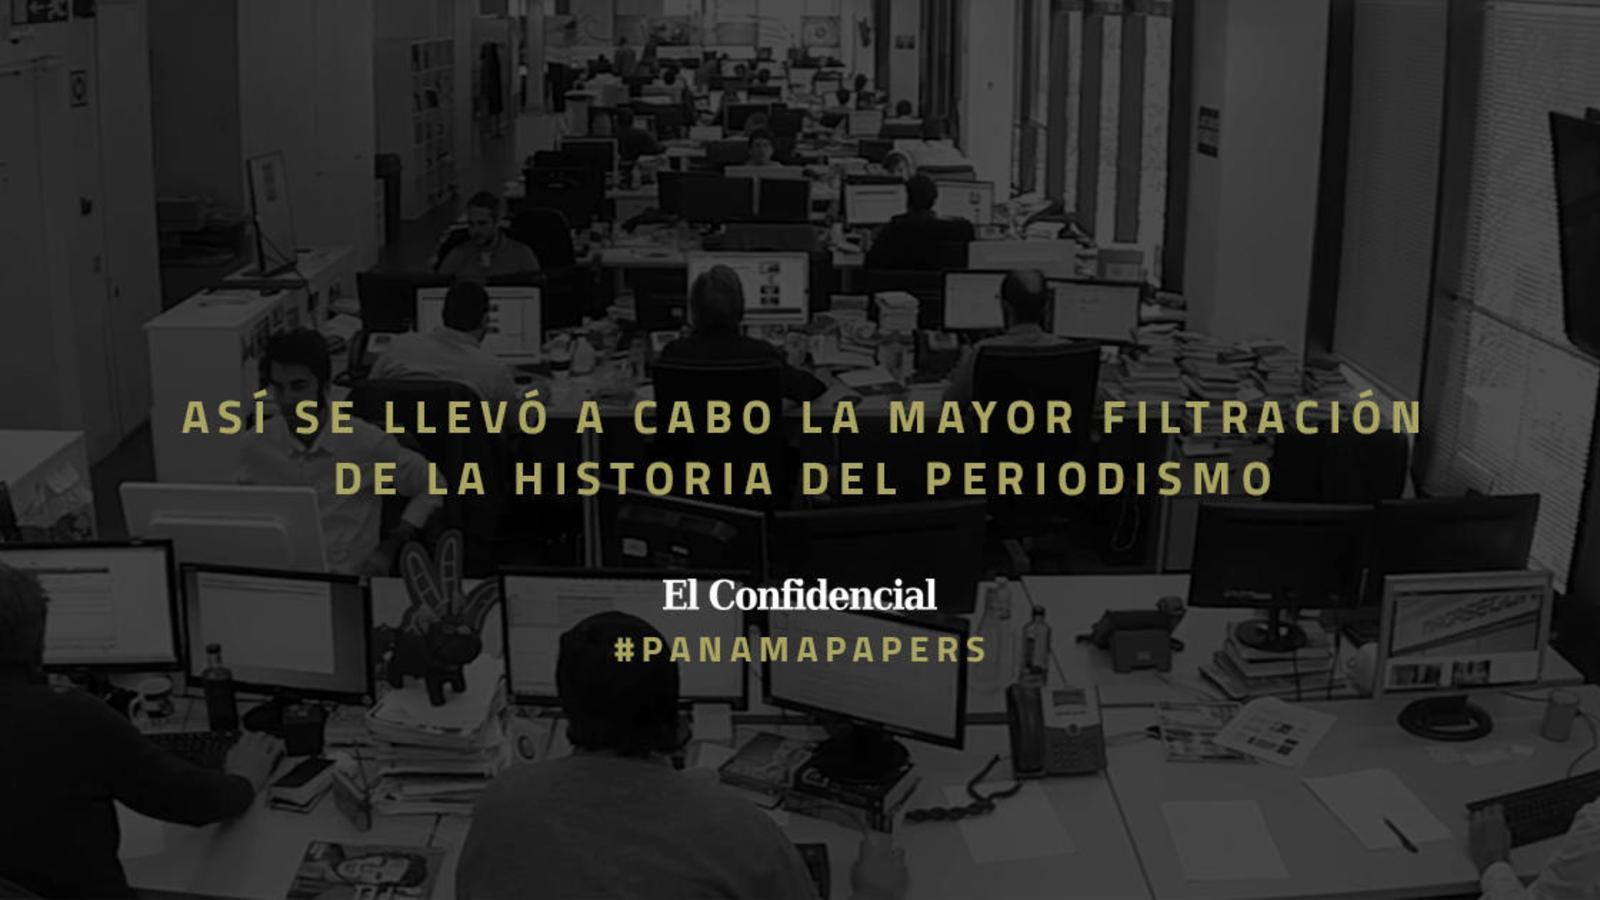 ASÍ SE LLEVÓ A CABO LA MAYOR FILTRACIÓN
DE LA HISTORIA DEL PERIODISMO
El Confidencial
#PANAMAPAPERS